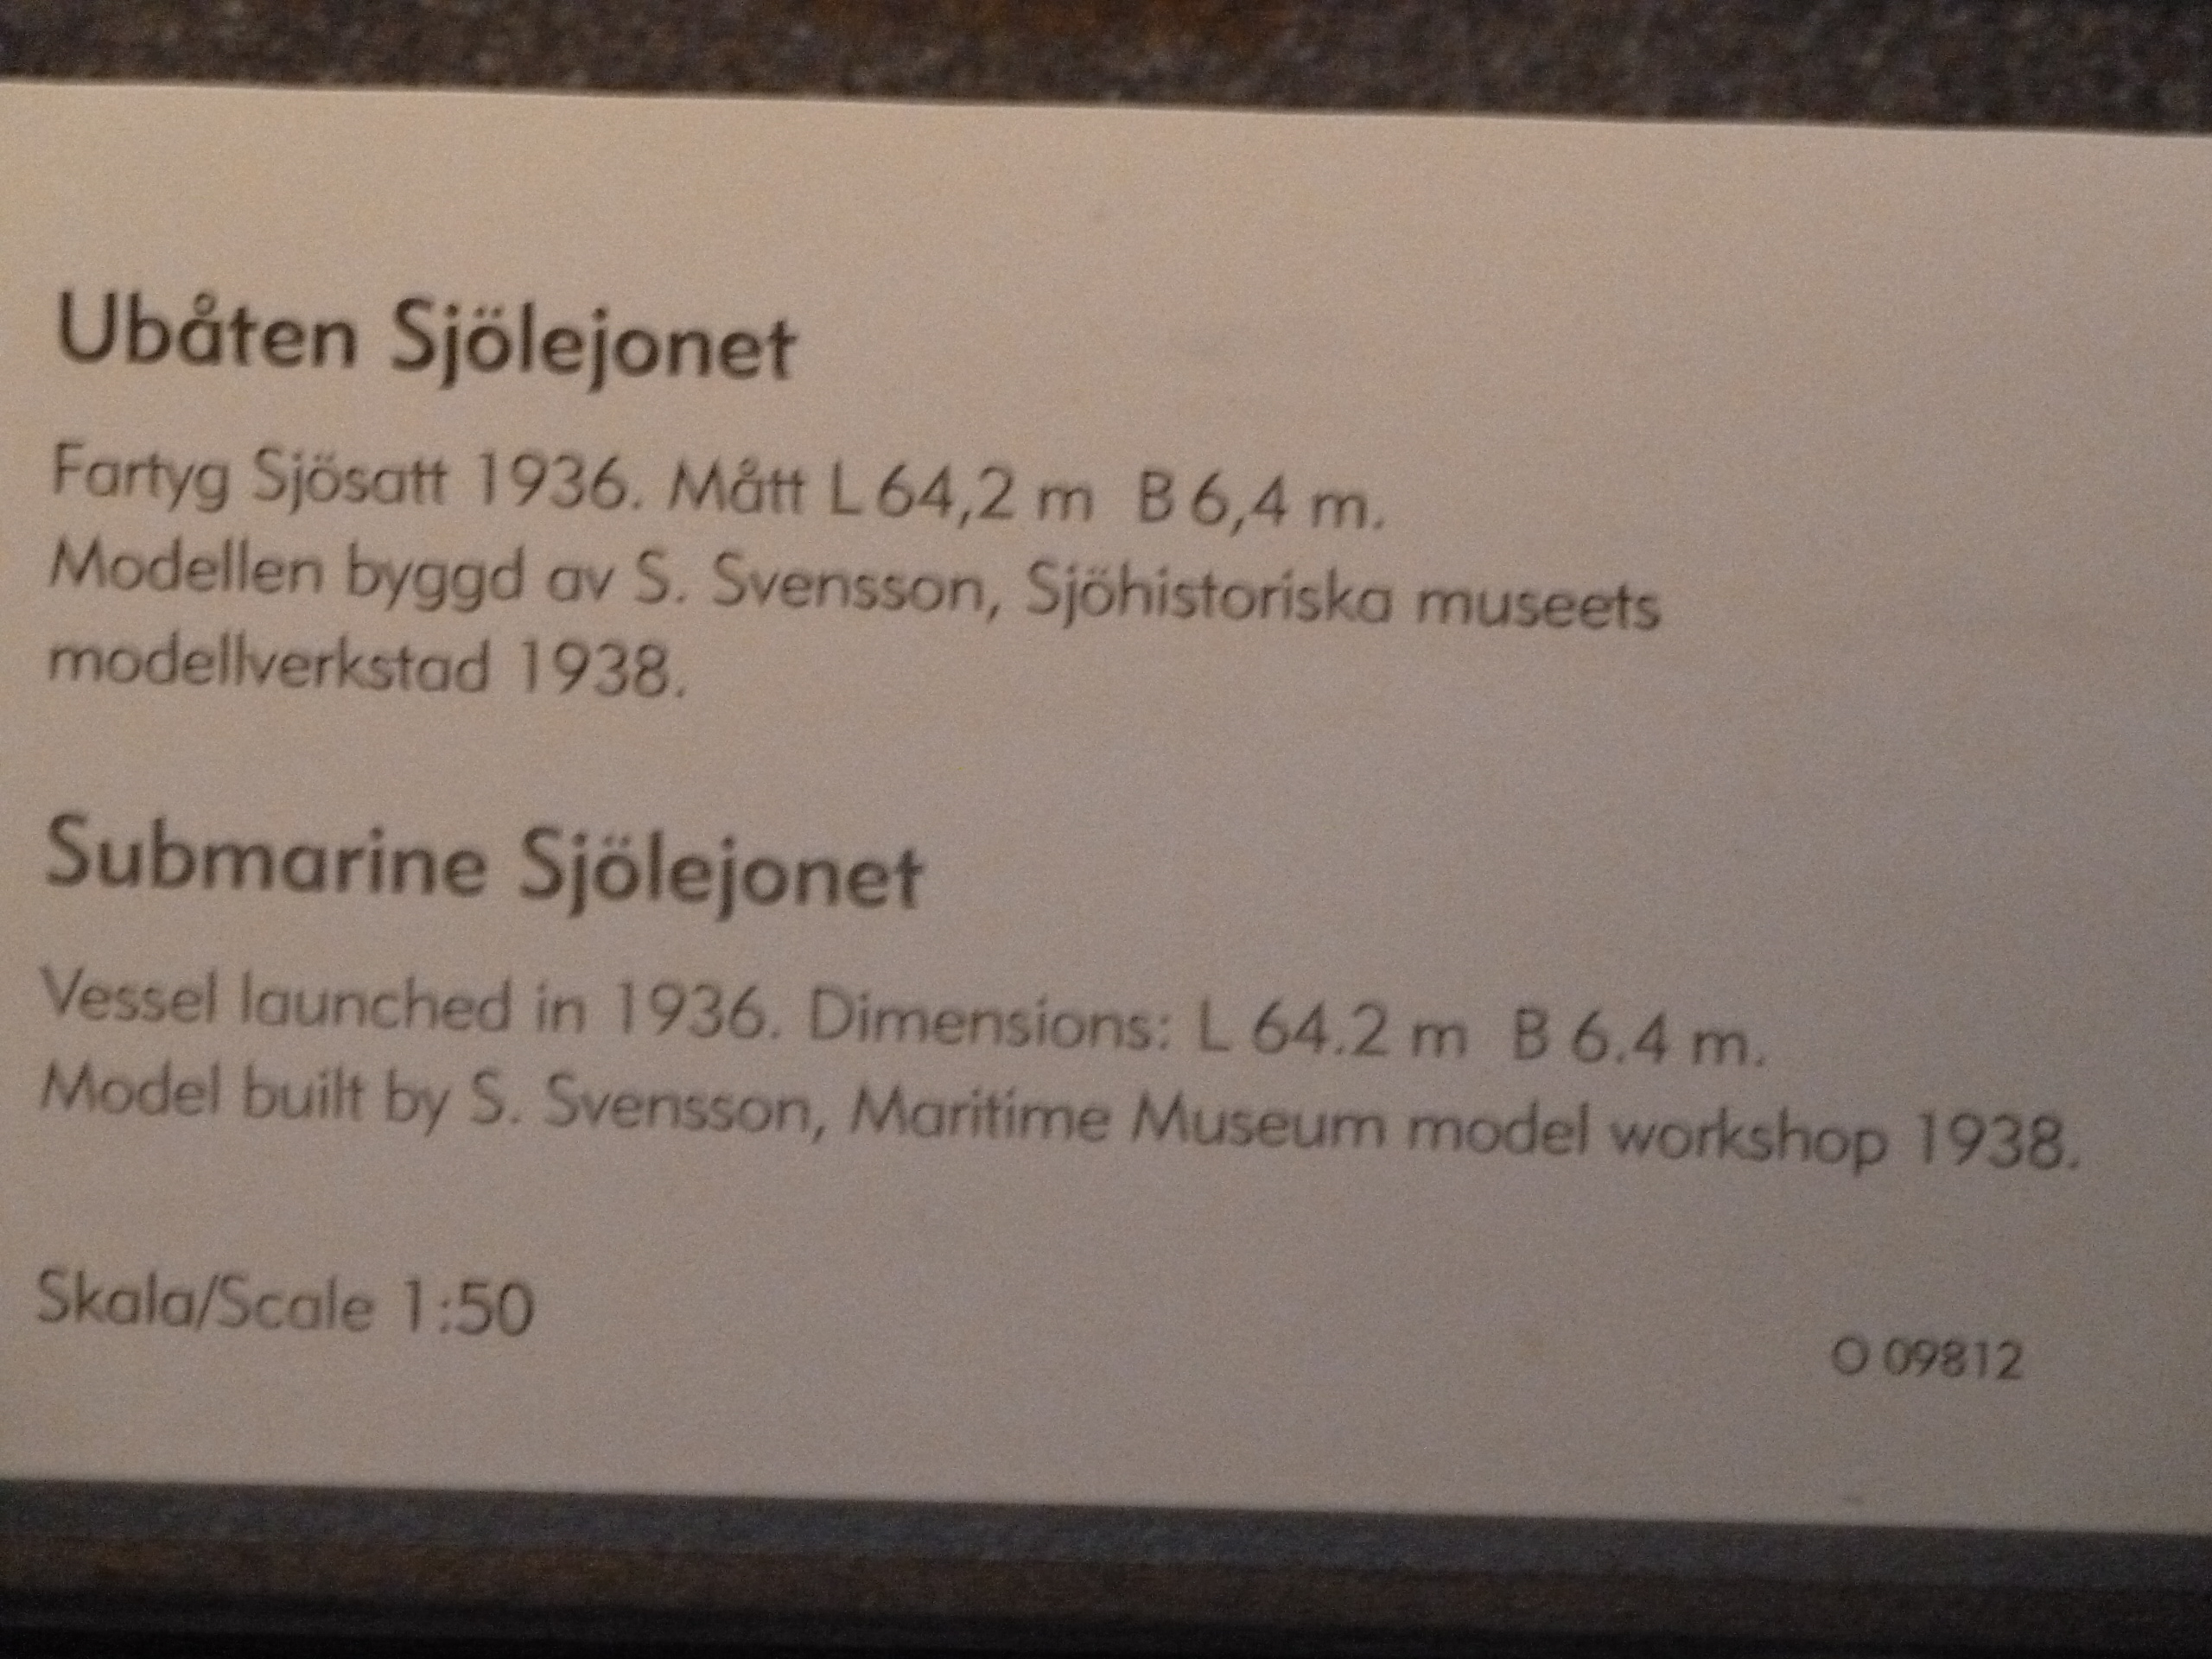 Ubåten Sjölejonet
Fartyg Sjösatt 1936. Mått L 64,2 m B 6,4 m.
Modellen byggd av S. Svensson, Sjöhistoriska museets
modellverkstad 1938.
Submarine Sjölejonet
Vessel launched in 1936. Dimensions: L 64.2 m B 6.4 m.
Model built by S. Svensson, Maritime Museum model workshop 1938.
Skala/Scale 1:50
O 09812